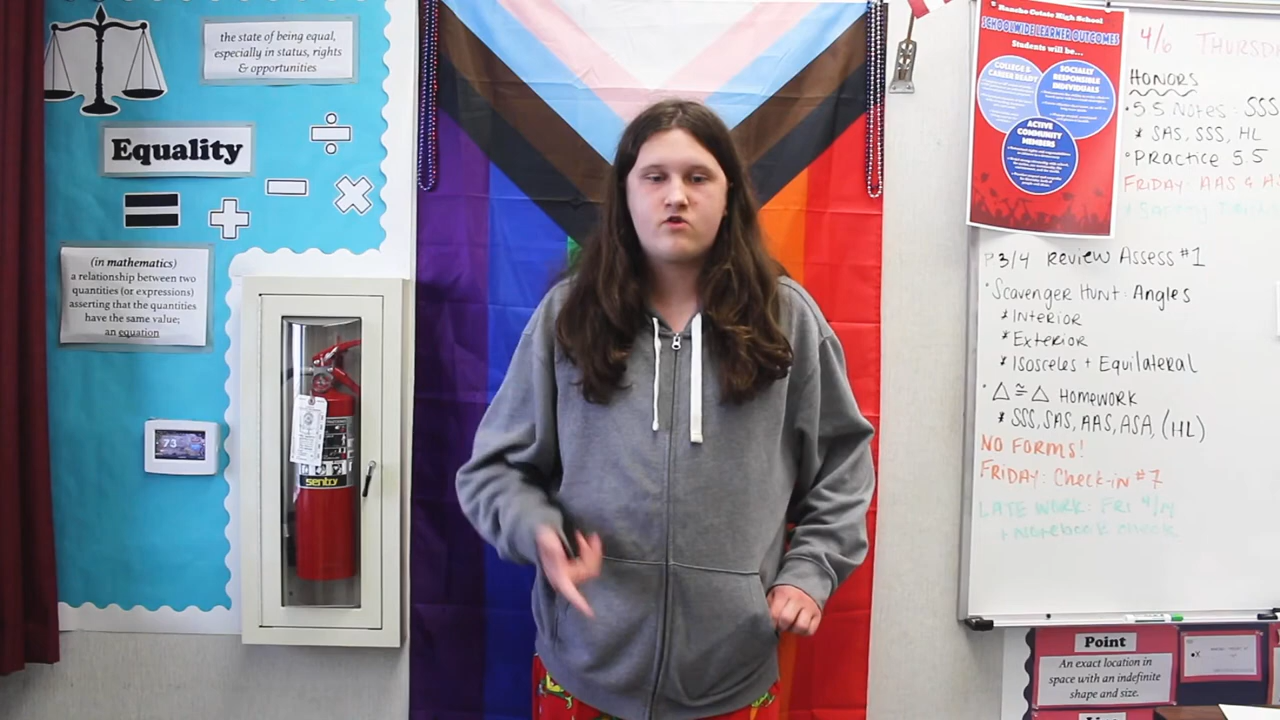 the state of being equal,
especially in status, rights
& opportunities.
Equality
(in mathematics)
a relationship between two
quantities (or expressions)
asserting that the quantities
have the same value;
an equation
73
sentry
Rancho Cotate High School
SCHOOLWIDE LEARNER OUTCOMES
Students will be...
COLLEGE &
CAREER READY
SOCIALLY
RESPONSIBLE
INDIVIDUALS
ACTIVE
COMMUNITY
MEMBERS
4/6 THURSD
HONORS
• 5.5 Notes: SSS
* SAS, SSS, HL
• Practice 5.5
FRIDAY: AAS &
P3/4 Review Assess #1
• Scavenger Hunt: Angles
* Interior
* Exterior
* Isosceles + Equilateral
• △ ≅ △ Homework
* SSS, SAS, AAS, ASA, (HL)
NO FORMS!
FRIDAY: Check-in #7
LATE WORK: FRI 4/14
+ Notebook check
Point
An exact location in
space with an indefinite
shape and size.